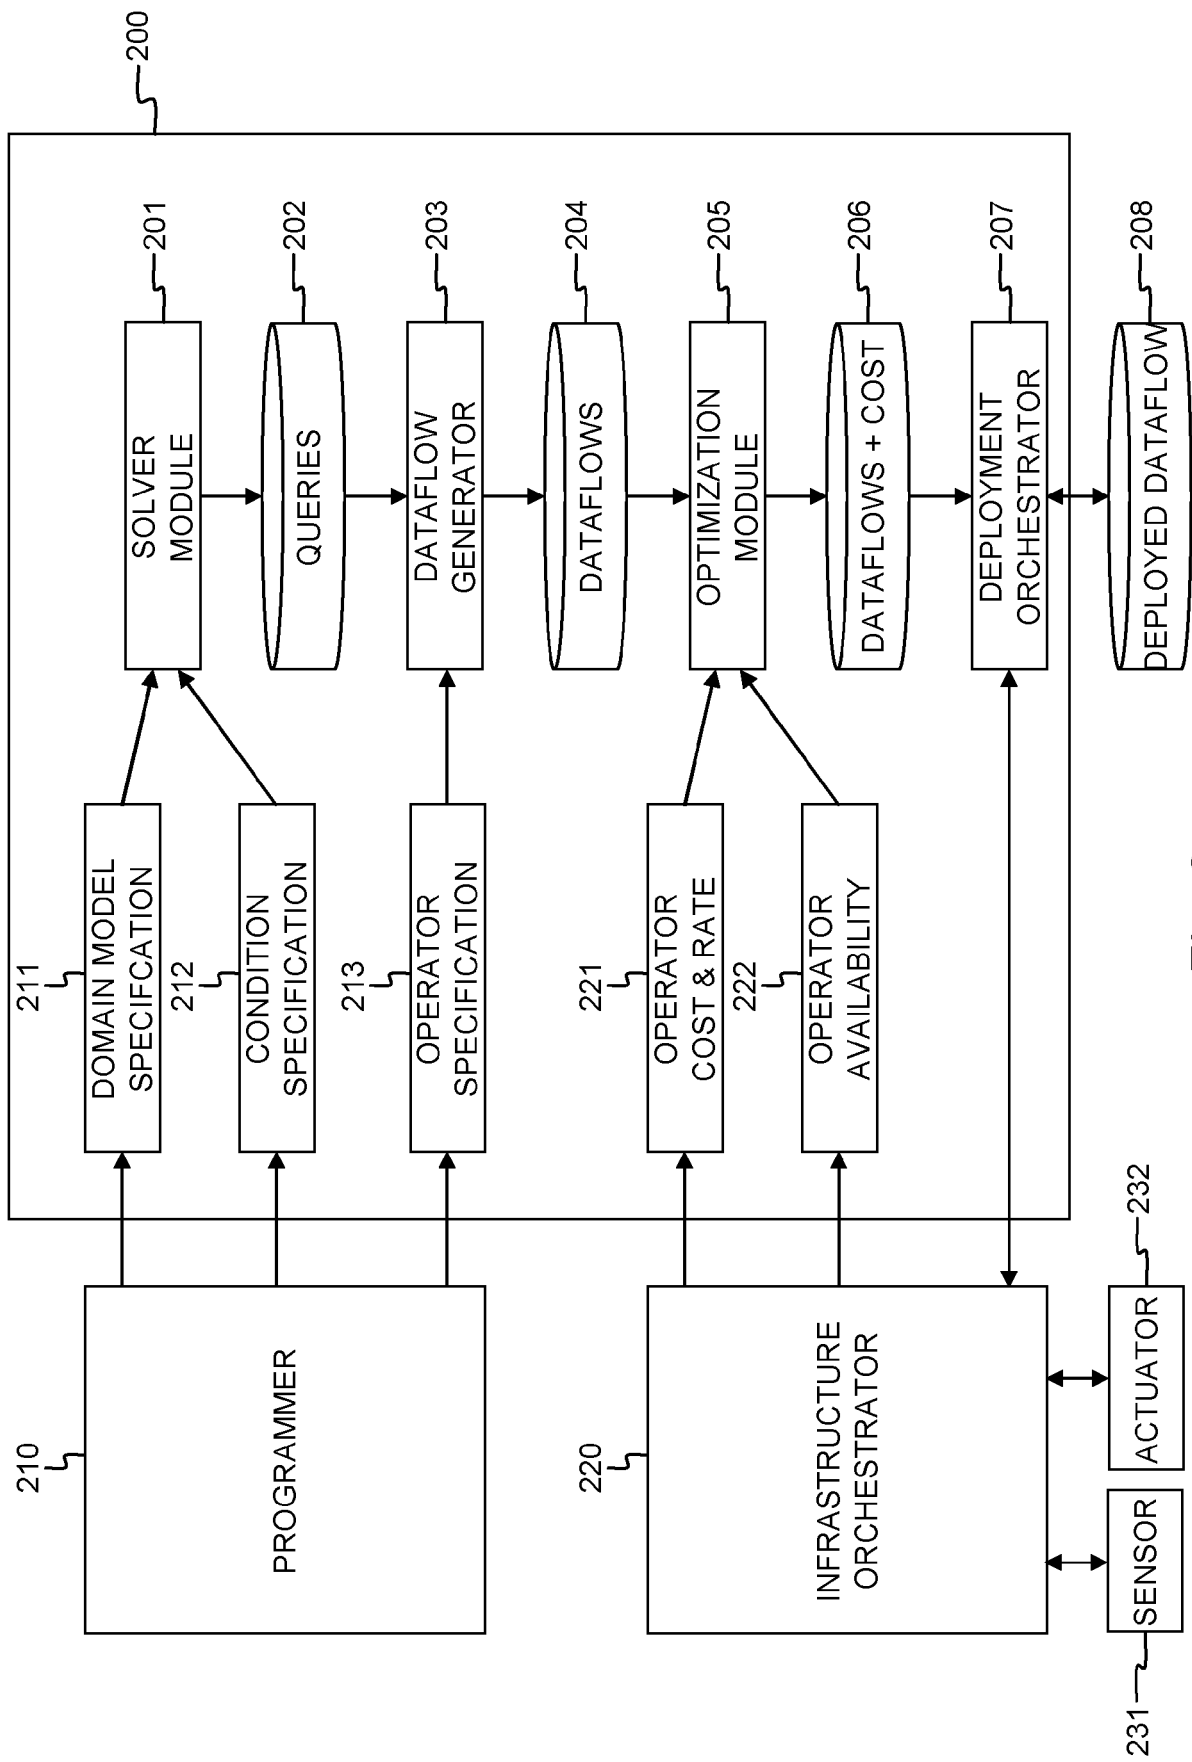 200
210
PROGRAMMER
211
DOMAIN MODEL
SPECIFCATION
212
CONDITION
SPECIFICATION
213
OPERATOR
SPECIFICATION
SOLVER
MODULE
201
QUERIES
202
DATAFLOW
GENERATOR
203
DATAFLOWS
204
220
INFRASTRUCTURE
ORCHESTRATOR
221
OPERATOR
COST & RATE
222
OPERATOR
AVAILABILITY
OPTIMIZATION
MODULE
205
DATAFLOWS + COST
206
DEPLOYMENT
ORCHESTRATOR
207
231
SENSOR
ACTUATOR
232
DEPLOYED DATAFLOW
208